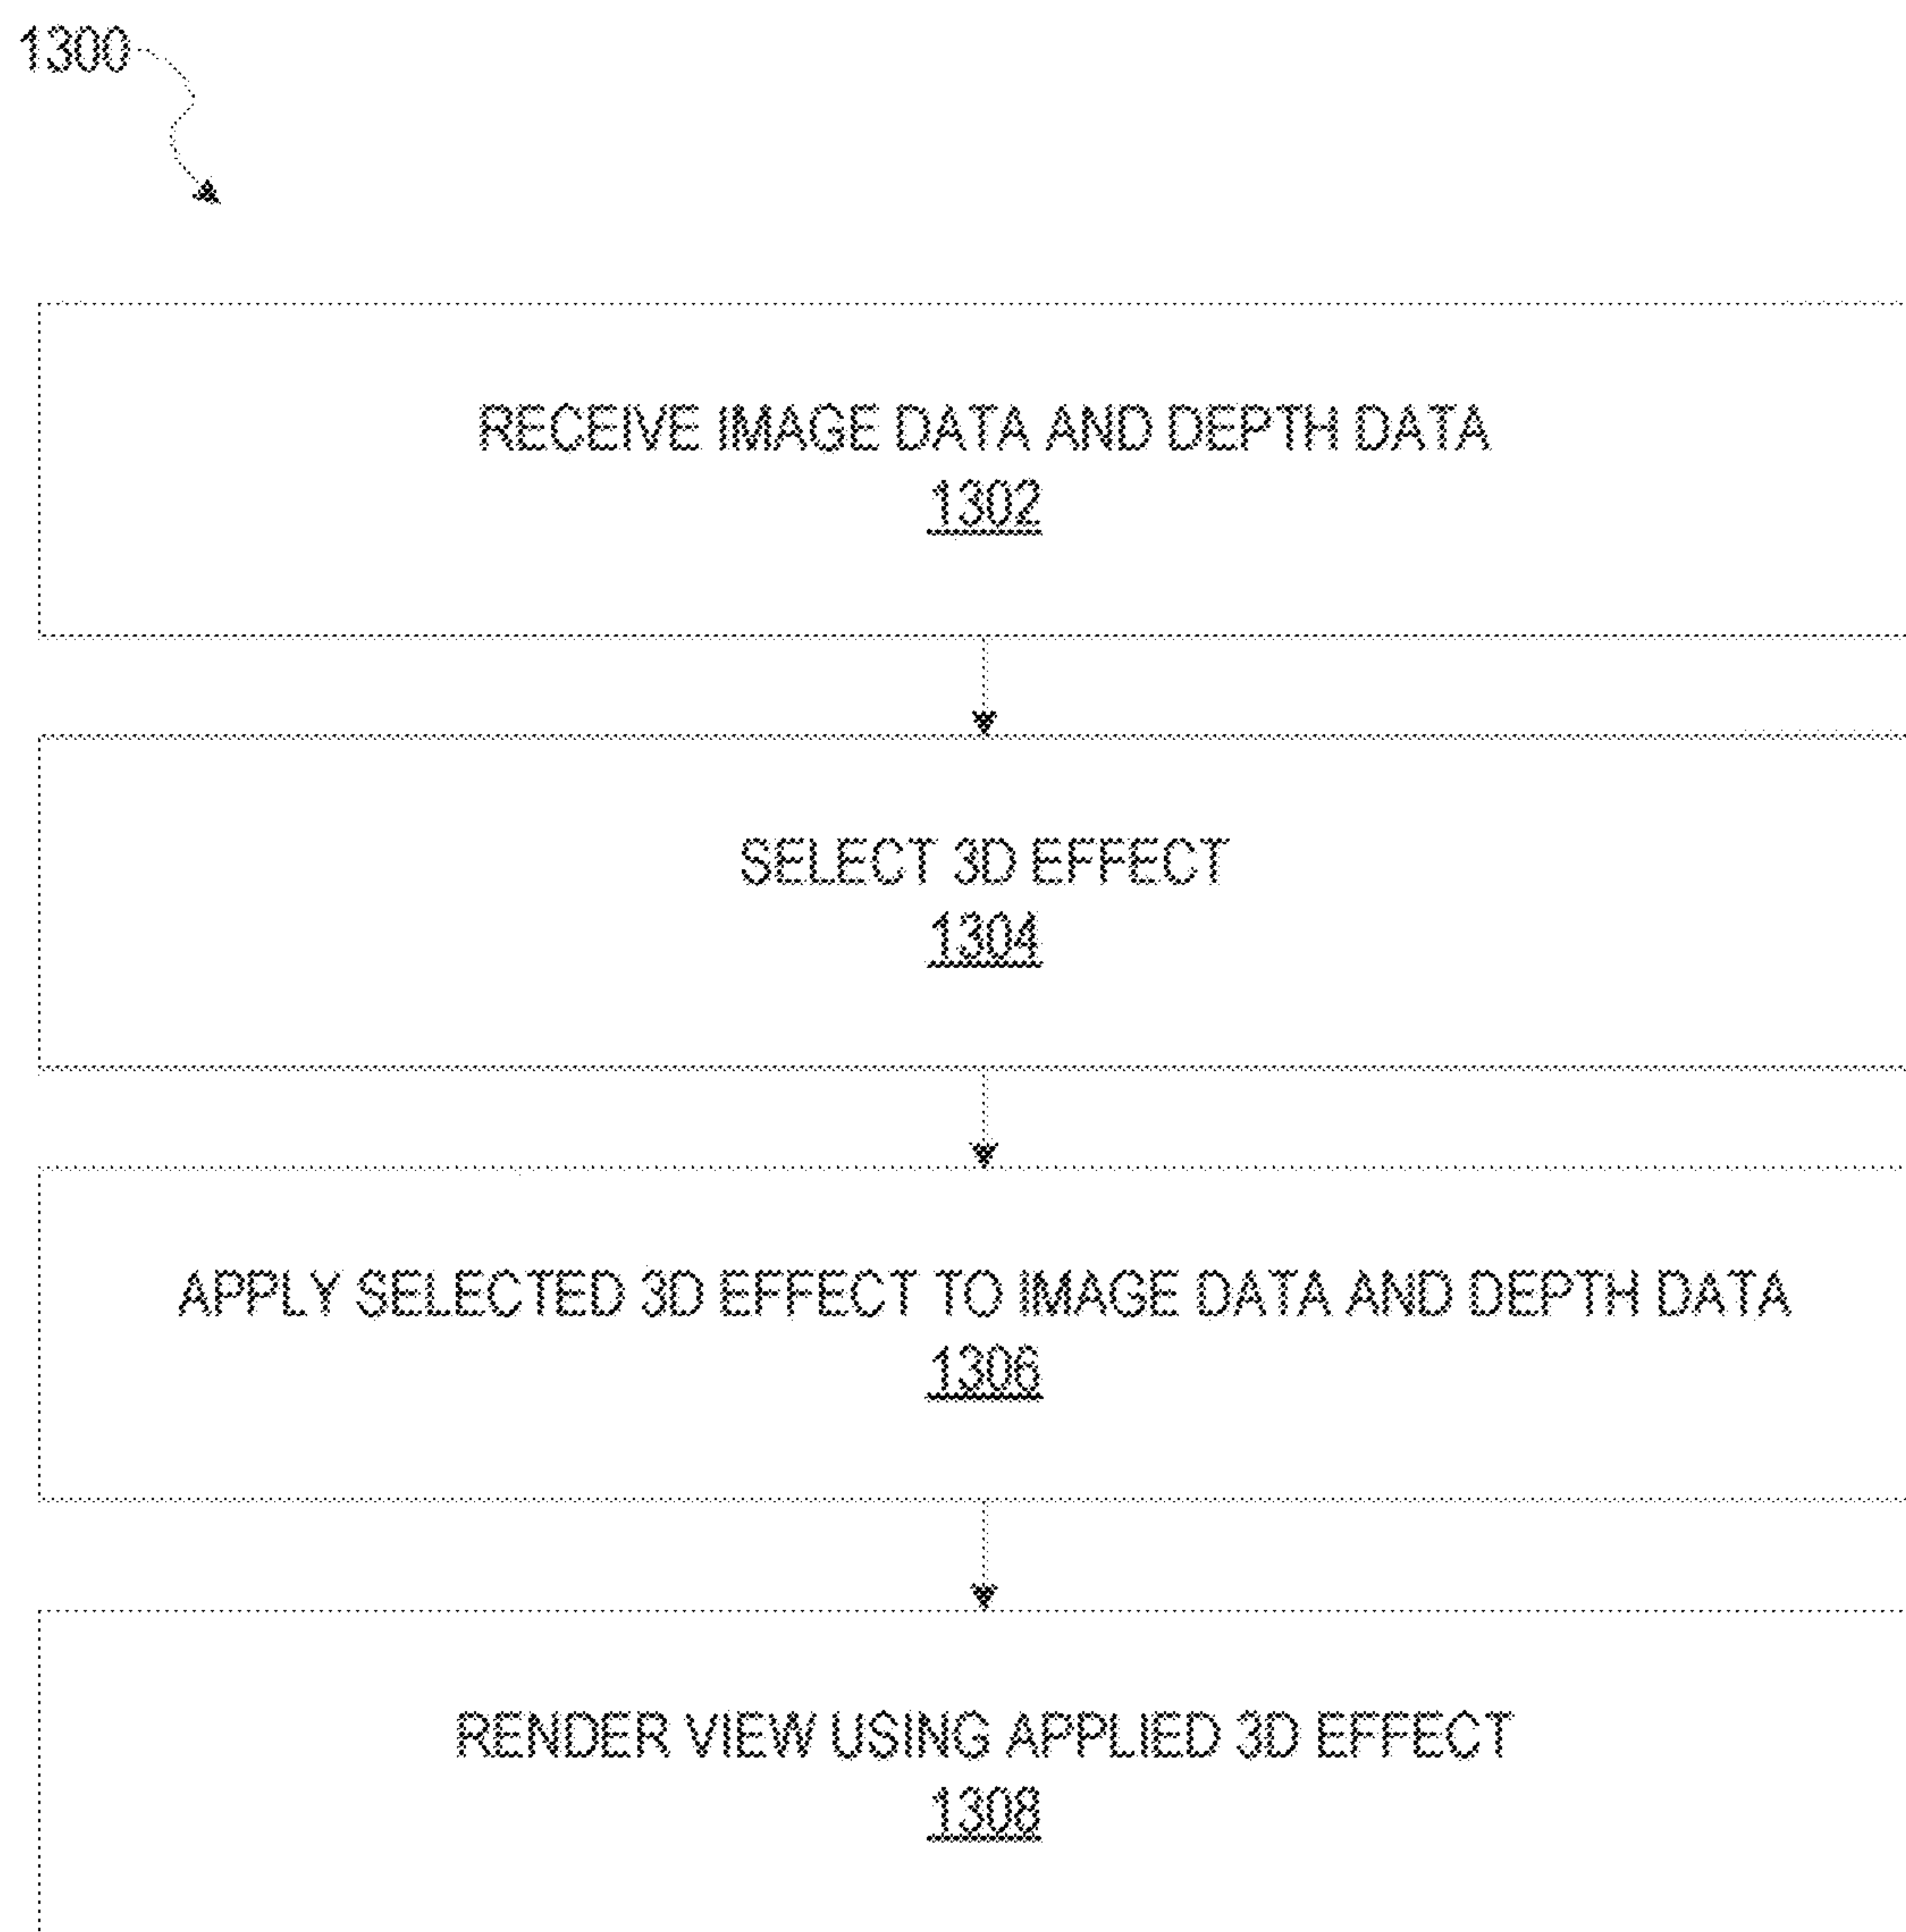 1300
RECEIVE IMAGE DATA AND DEPTH DATA
1302
SELECT 3D EFFECT
1304
APPLY SELECTED 3D EFFECT TO IMAGE DATA AND DEPTH DATA
1306
RENDER VIEW USING APPLIED 3D EFFECT
1308